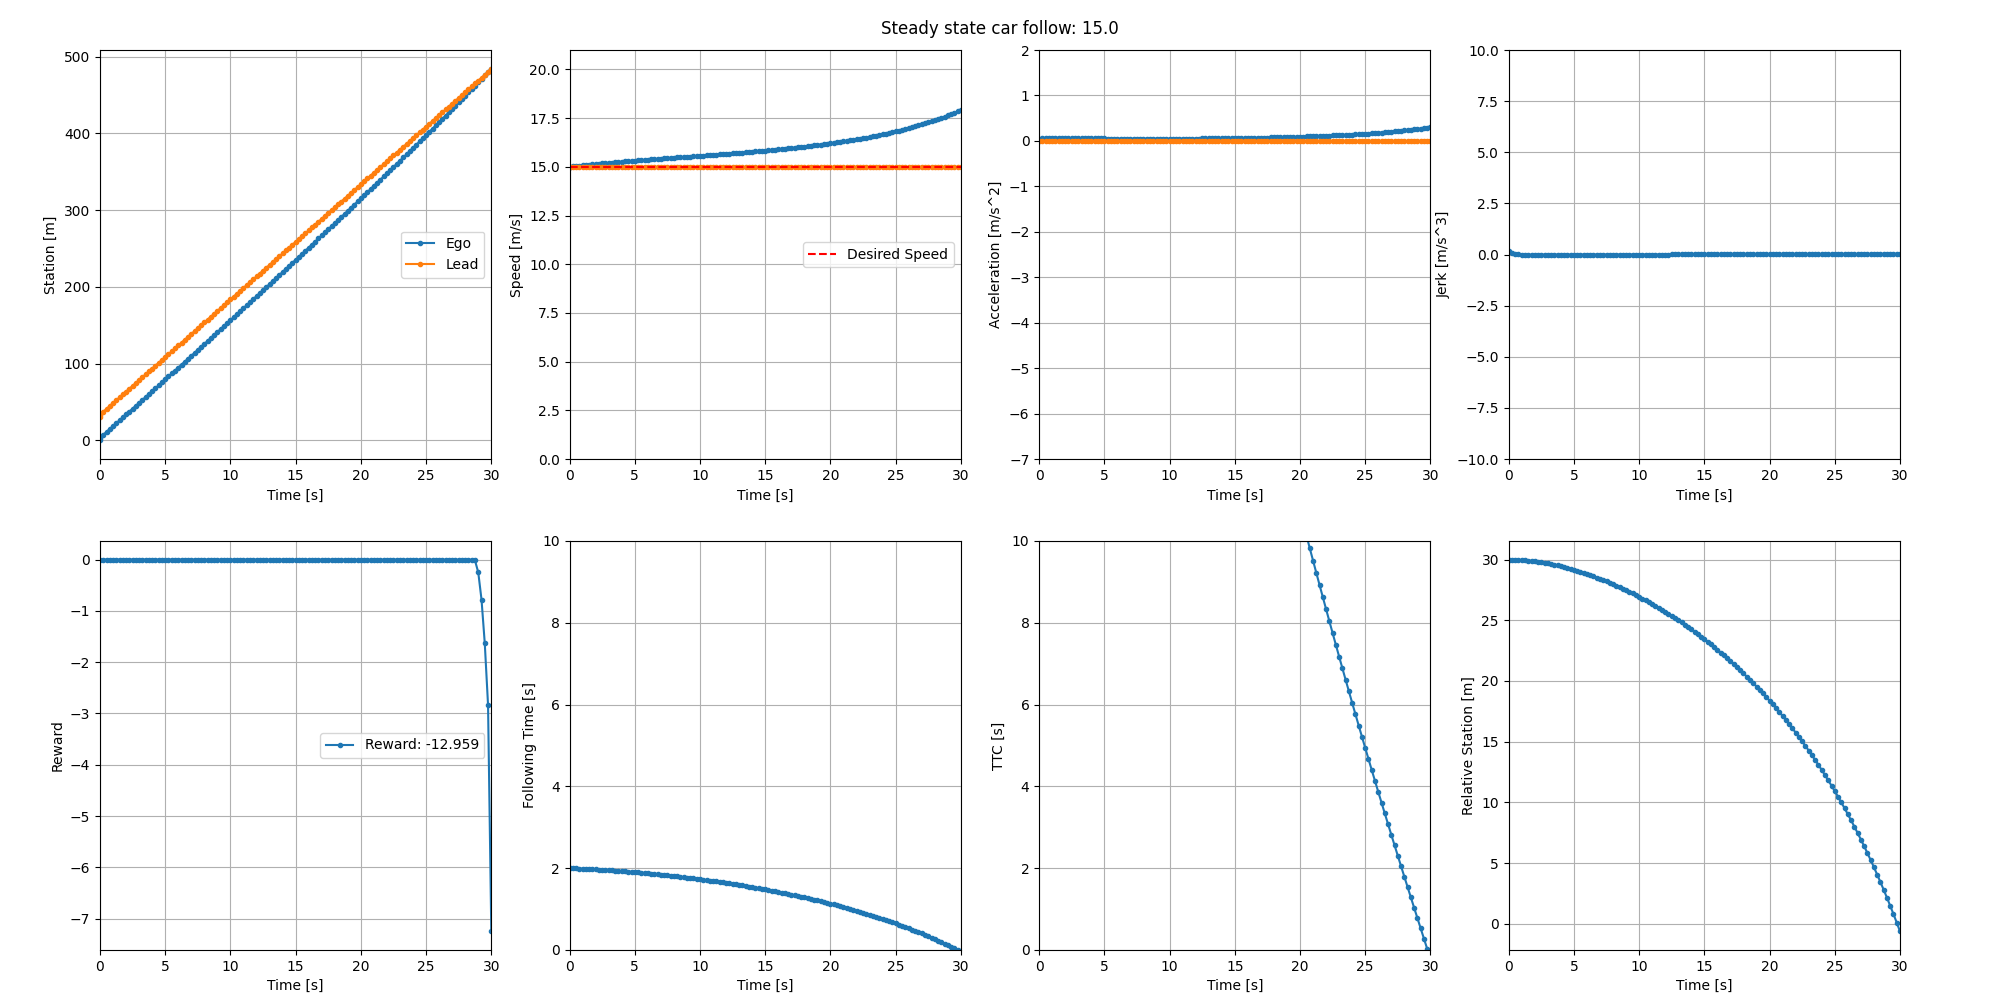 Steady state car follow: 15.0
500
400
300
200
100
0
Station [m]
Ego
Lead
0 5 10 15 20 25 30
Time [s]
20.0
17.5
15.0
12.5
10.0
7.5
5.0
2.5
0.0
Speed [m/s]
Desired Speed
0 5 10 15 20 25 30
Time [s]
2
1
0
−1
−2
−3
−4
−5
−6
−7
Acceleration [m/s^2]
0 5 10 15 20 25 30
Time [s]
10.0
7.5
5.0
2.5
0.0
−2.5
−5.0
−7.5
−10.0
Jerk [m/s^3]
0 5 10 15 20 25 30
Time [s]
0
−1
−2
−3
−4
−5
−6
−7
Reward
Reward: -12.959
0 5 10 15 20 25 30
Time [s]
10
8
6
4
2
0
Following Time [s]
0 5 10 15 20 25 30
Time [s]
10
8
6
4
2
0
TTC [s]
0 5 10 15 20 25 30
Time [s]
30
25
20
15
10
5
0
Relative Station [m]
0 5 10 15 20 25 30
Time [s]